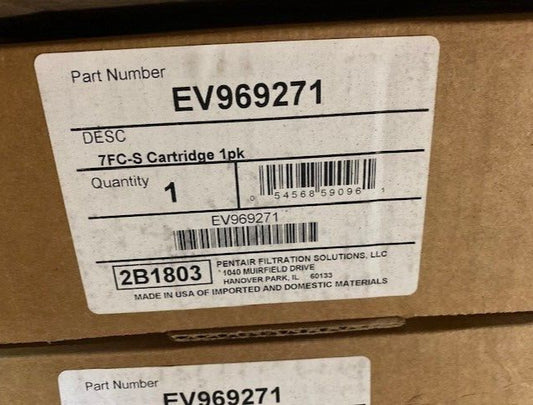 Part Number
EV969271
DESC
7FC-S Cartridge 1pk
Quantity 1
0 54568 59096 1
EV969271
2B1803
PENTAIR FILTRATION SOLUTIONS, LLC
1040 MUIRFIELD DRIVE
HANOVER PARK, IL 60133
MADE IN USA OF IMPORTED AND DOMESTIC MATERIALS
Part Number
EV969271